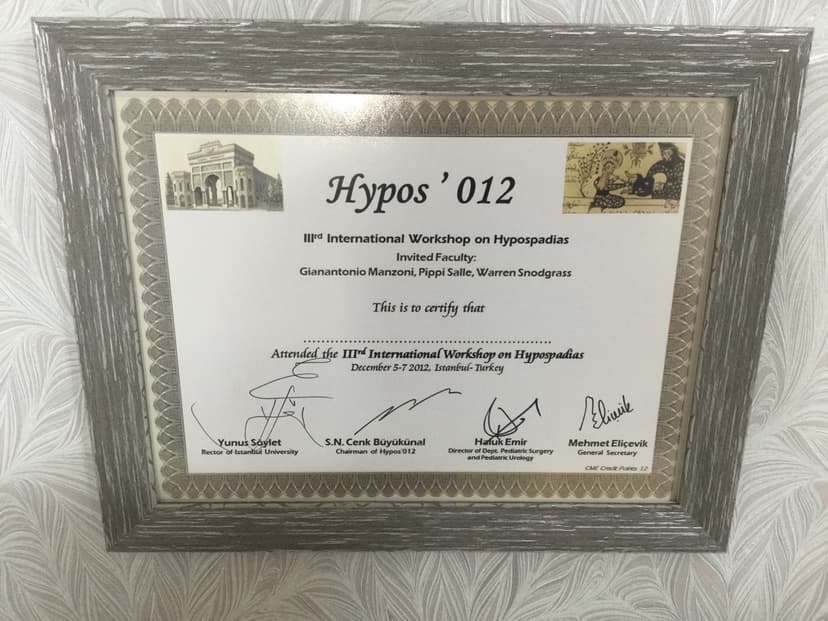 Hypos ' 012
IIIrd International Workshop on Hypospadias
Invited Faculty:
Gianantonio Manzoni, Pippi Salle, Warren Snodgrass
This is to certify that
........................................................
Attended the IIIrd International Workshop on Hypospadias
December 5-7 2012, Istanbul- Turkey
Eliçevik
Yunus Söylet S.N. Cenk Büyükünal Haluk Emir Mehmet Eliçevik
Rector of Istanbul University Chairman of Hypos'012 Director of Dept. Pediatric Surgery General Secretary
and Pediatric Urology
CME Credit Points: 12